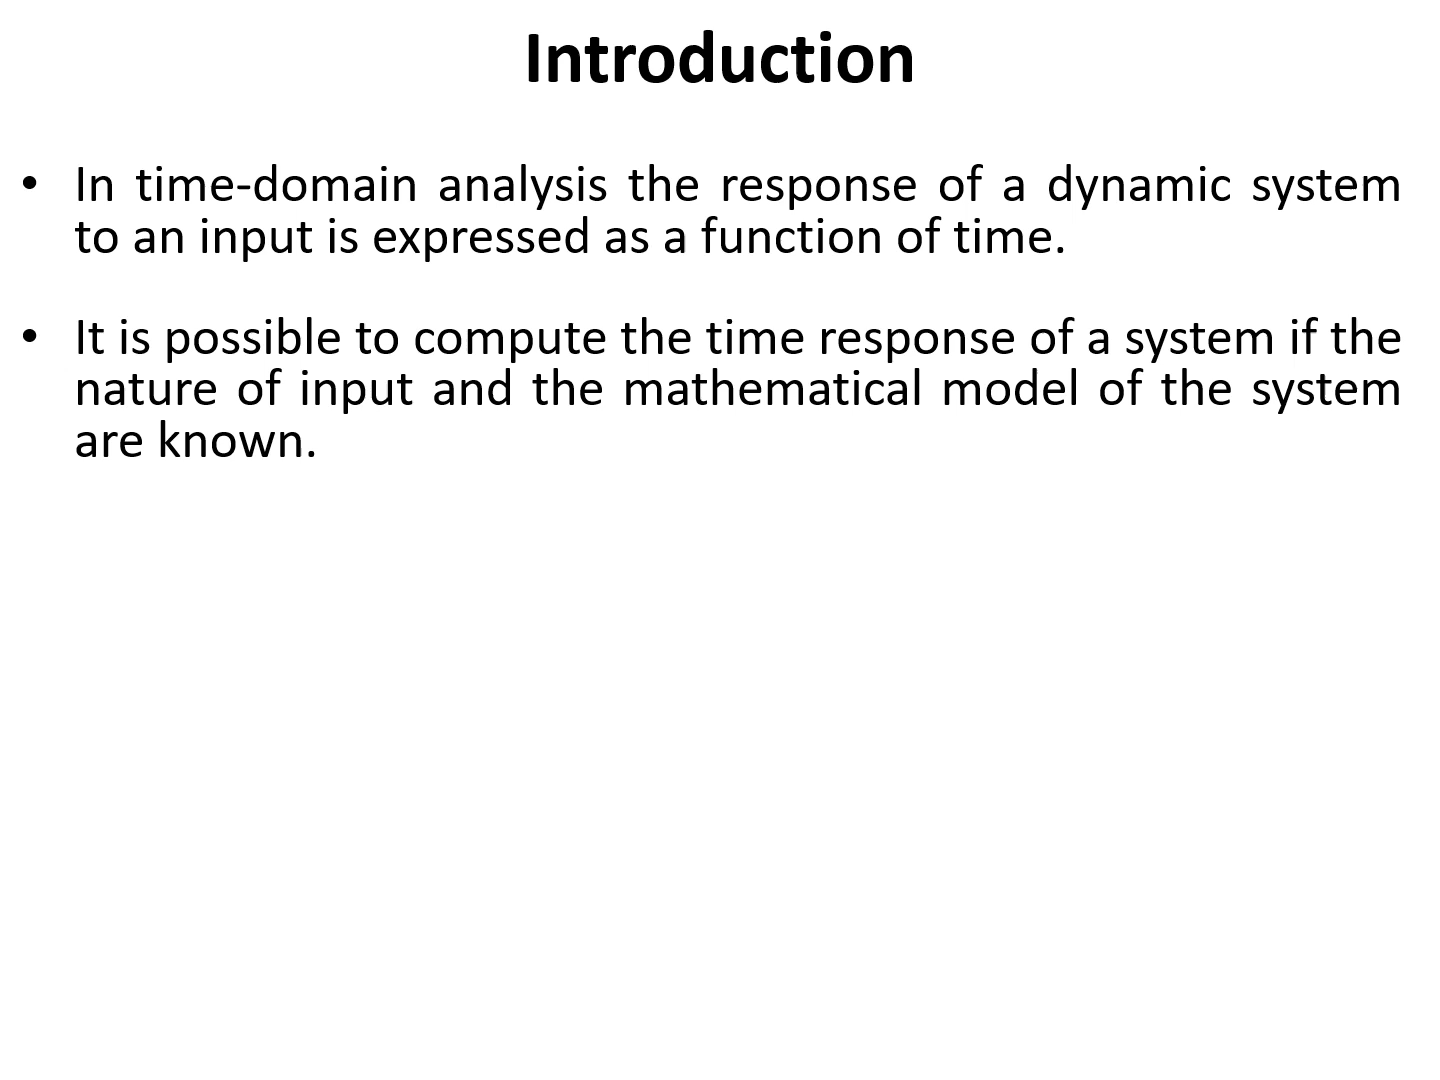 Introduction
• In time-domain analysis the response of a dynamic system
to an input is expressed as a function of time.
• It is possible to compute the time response of a system if the
nature of input and the mathematical model of the system
are known.